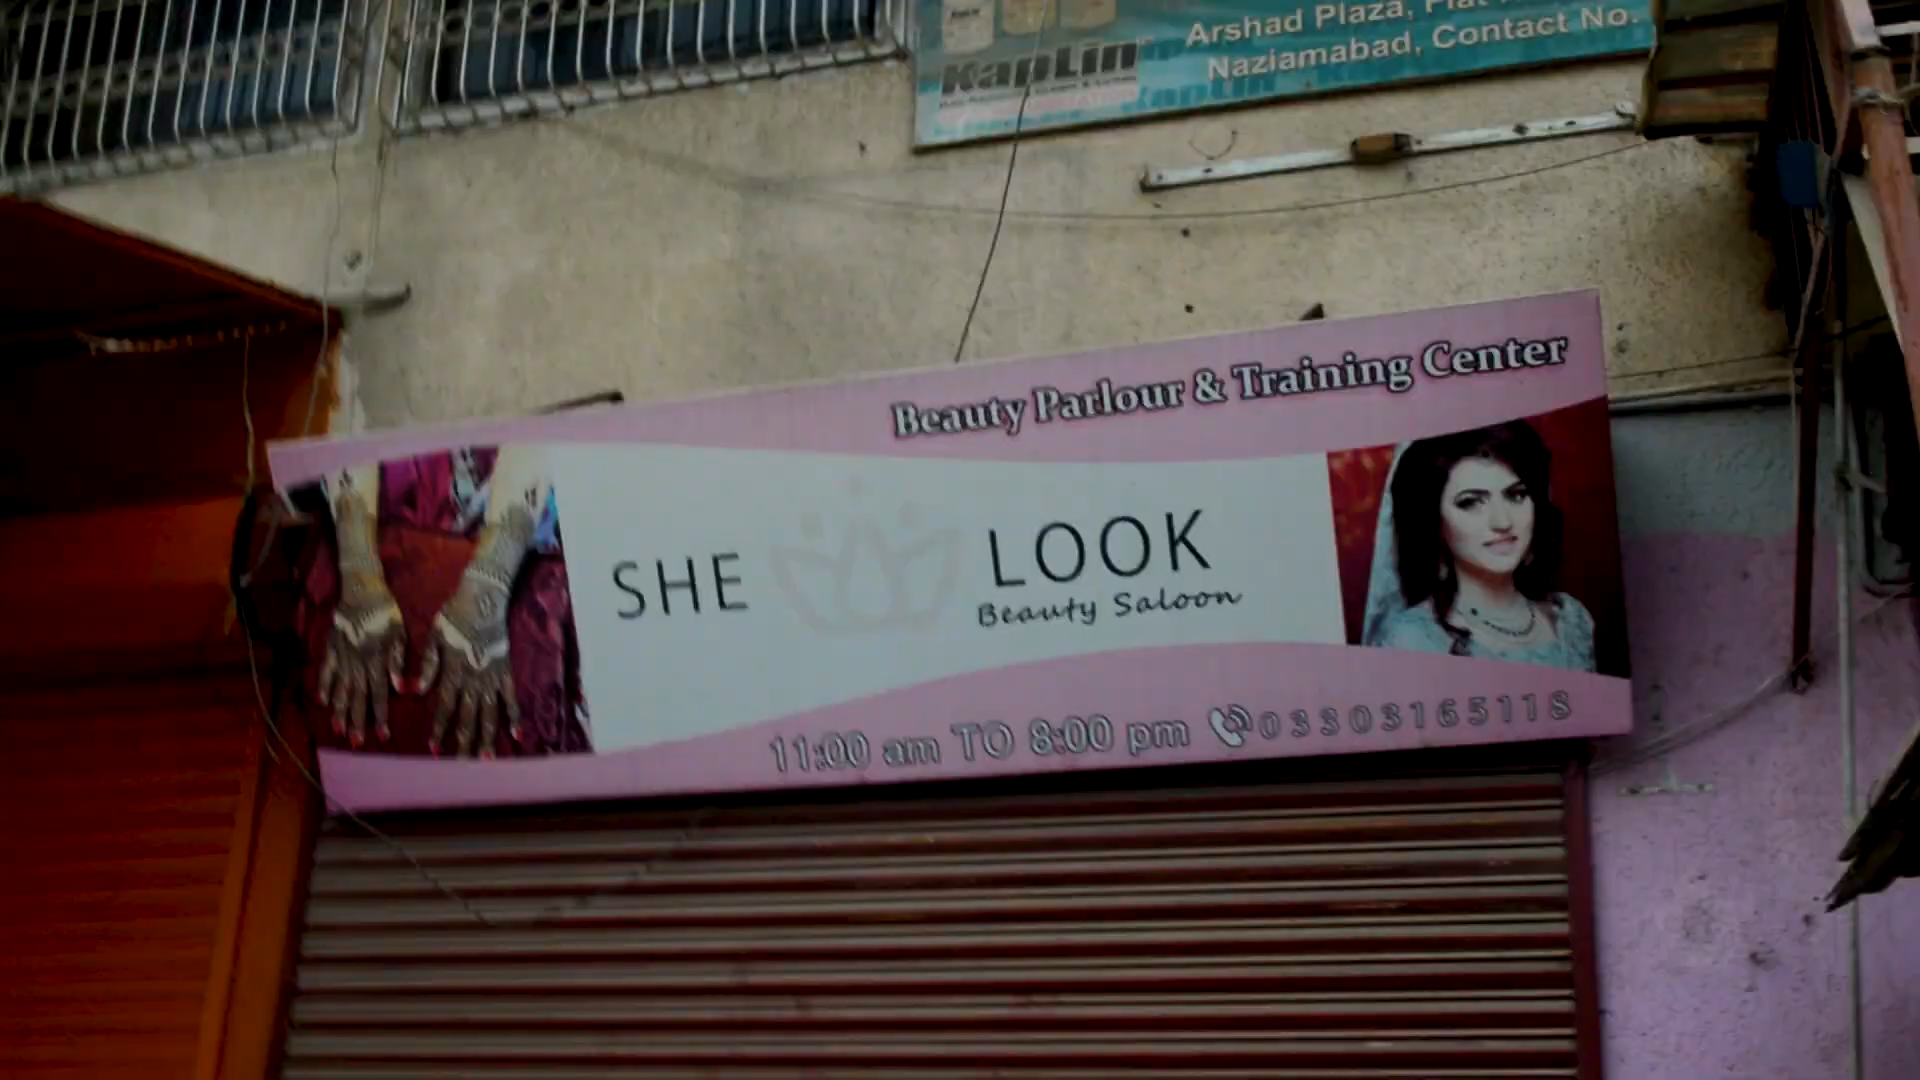 Arshad Plaza,
Naziamabad, Contact No.
KapLin
Beauty Parlour & Training Center
SHE LOOK
Beauty Saloon
11:00 am TO 8:00 pm 03303165118